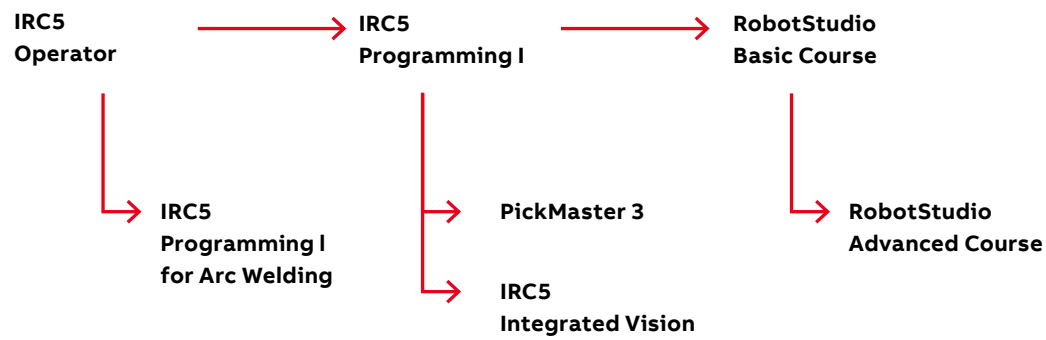 IRC5
Operator
IRC5
Programming I
RobotStudio
Basic Course
IRC5
Programming l
for Arc Welding
PickMaster 3
RobotStudio
Advanced Course
IRC5
Integrated Vision